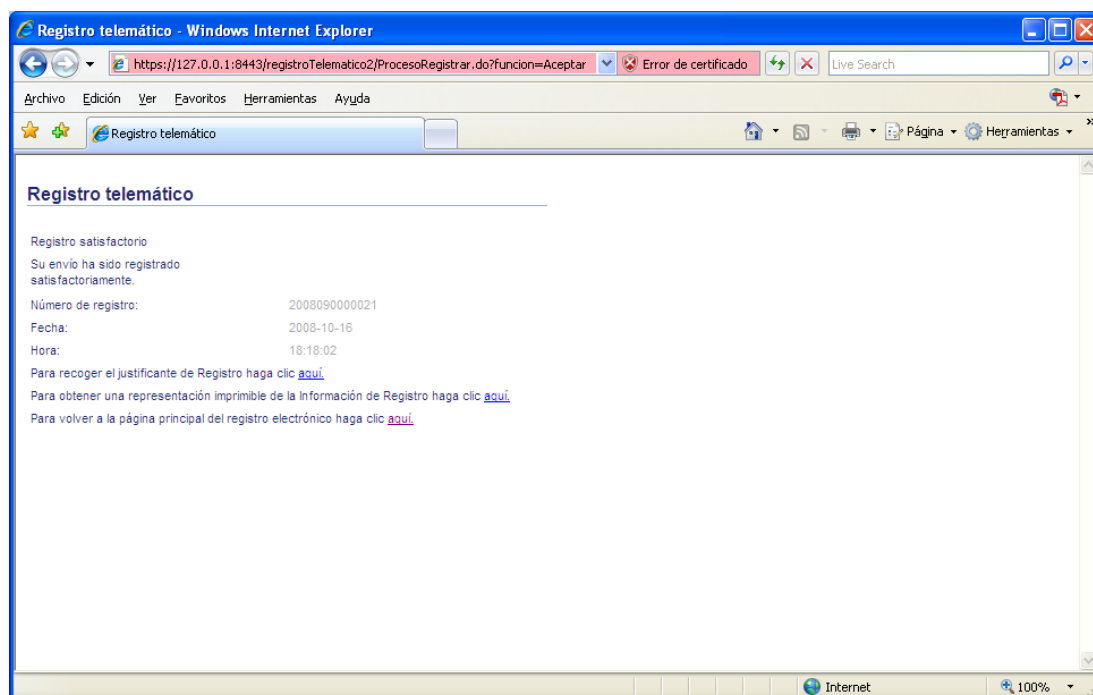 Registro telemático - Windows Internet Explorer
https://127.0.0.1:8443/registroTelematico2/ProcesoRegistrar.do?funcion=Aceptar Error de certificado Live Search
Archivo Edición Ver Favoritos Herramientas Ayuda
Registro telemático Página Herramientas »
Registro telemático
Registro satisfactorio
Su envío ha sido registrado
satisfactoriamente.
Número de registro: 2008090000021
Fecha: 2008-10-16
Hora: 18:18:02
Para recoger el justificante de Registro haga clic aquí.
Para obtener una representación imprimible de la Información de Registro haga clic aquí.
Para volver a la página principal del registro electrónico haga clic aquí.
Internet 100%